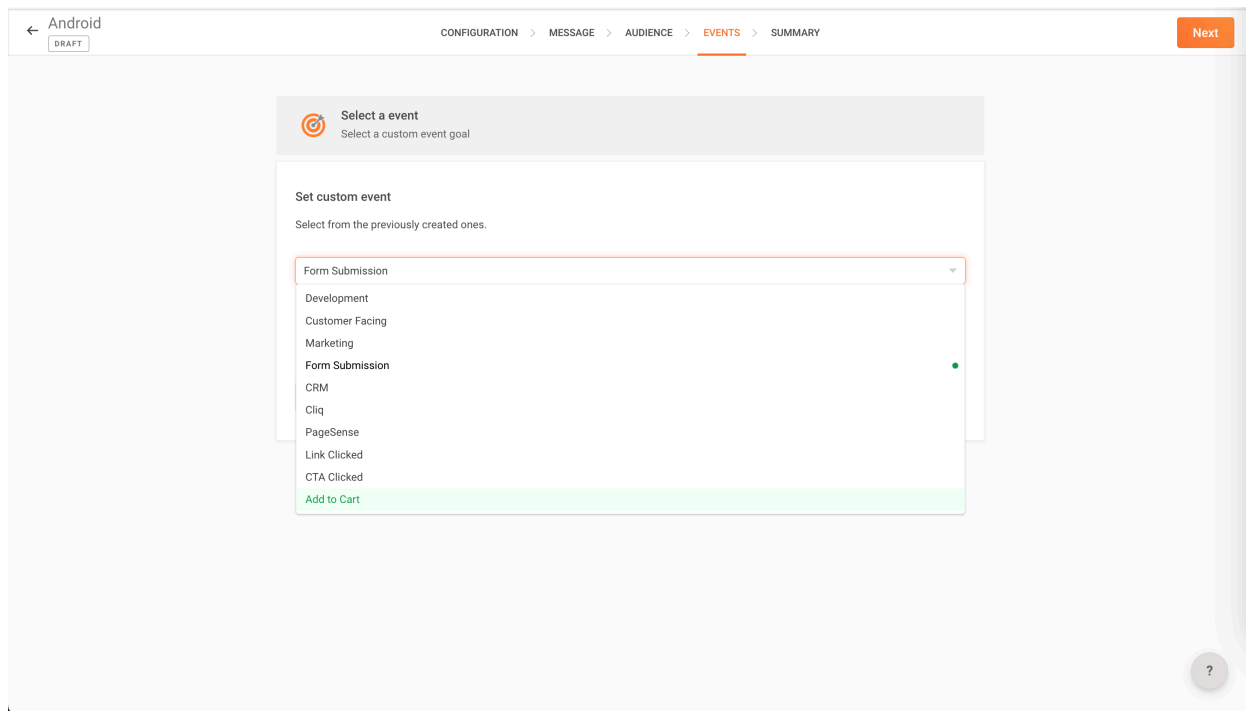 Android
DRAFT
CONFIGURATION > MESSAGE > AUDIENCE > EVENTS > SUMMARY
Next
Select a event
Select a custom event goal
Set custom event
Select from the previously created ones.
Form Submission
Development
Customer Facing
Marketing
Form Submission
CRM
Cliq
PageSense
Link Clicked
CTA Clicked
Add to Cart
?